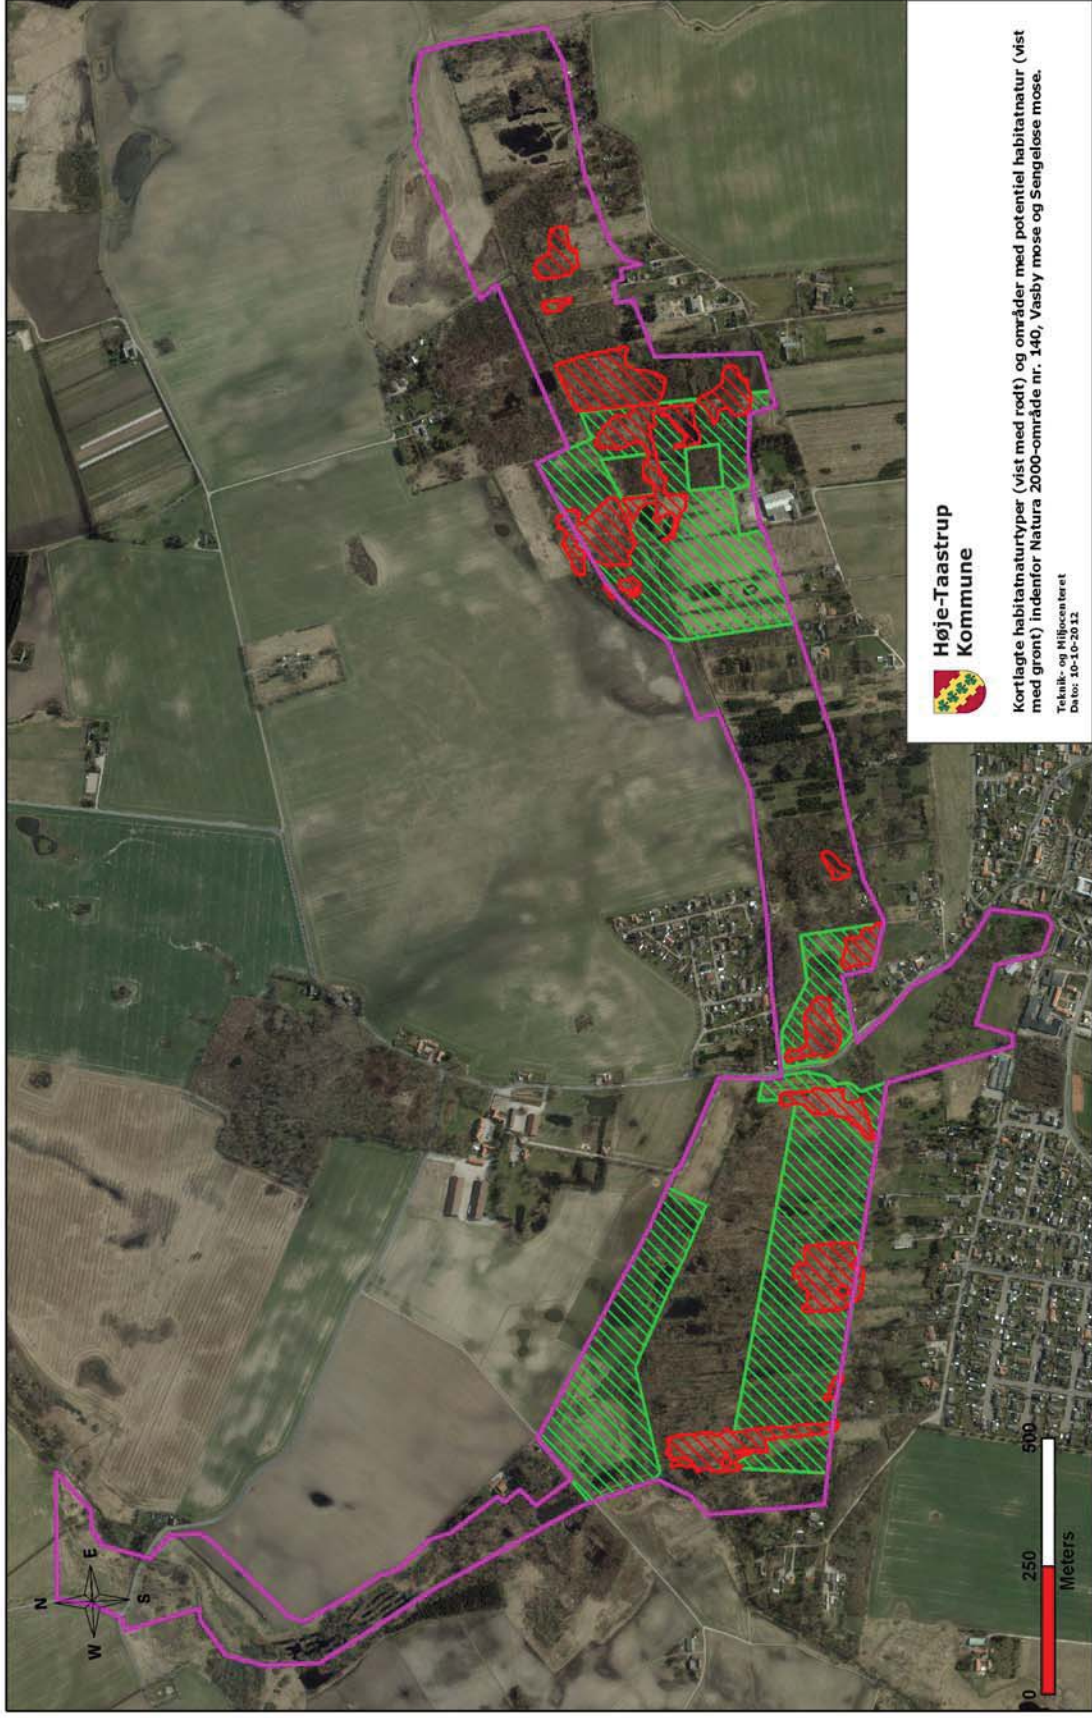 N
W
E
S
0
250
500
Meters
Høje-Taastrup
Kommune
Kortlagte habitatnaturtyper (vist med rødt) og områder med potentiel habitatnatur (vist
med grønt) indenfor Natura 2000-område nr. 140, Vasby mose og Sengeløse mose.
Teknik- og Miljøcenteret
Dato: 10-10-2012